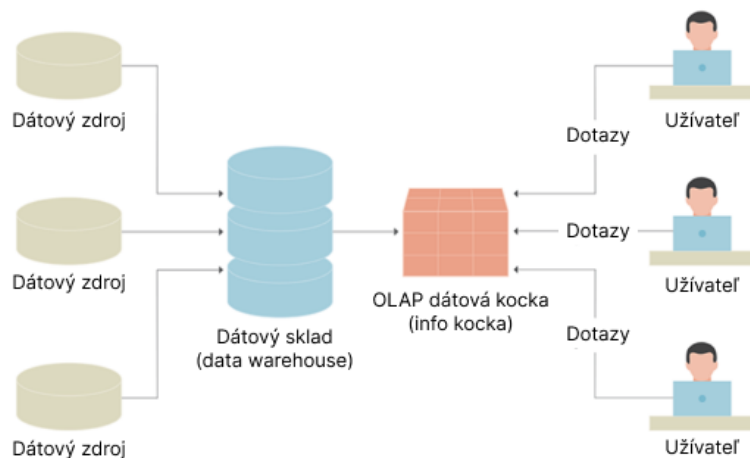 Dátový zdroj
Dátový zdroj
Dátový zdroj
Dátový sklad
(data warehouse)
OLAP dátová kocka
(info kocka)
Dotazy
Dotazy
Dotazy
Užívateľ
Užívateľ
Užívateľ